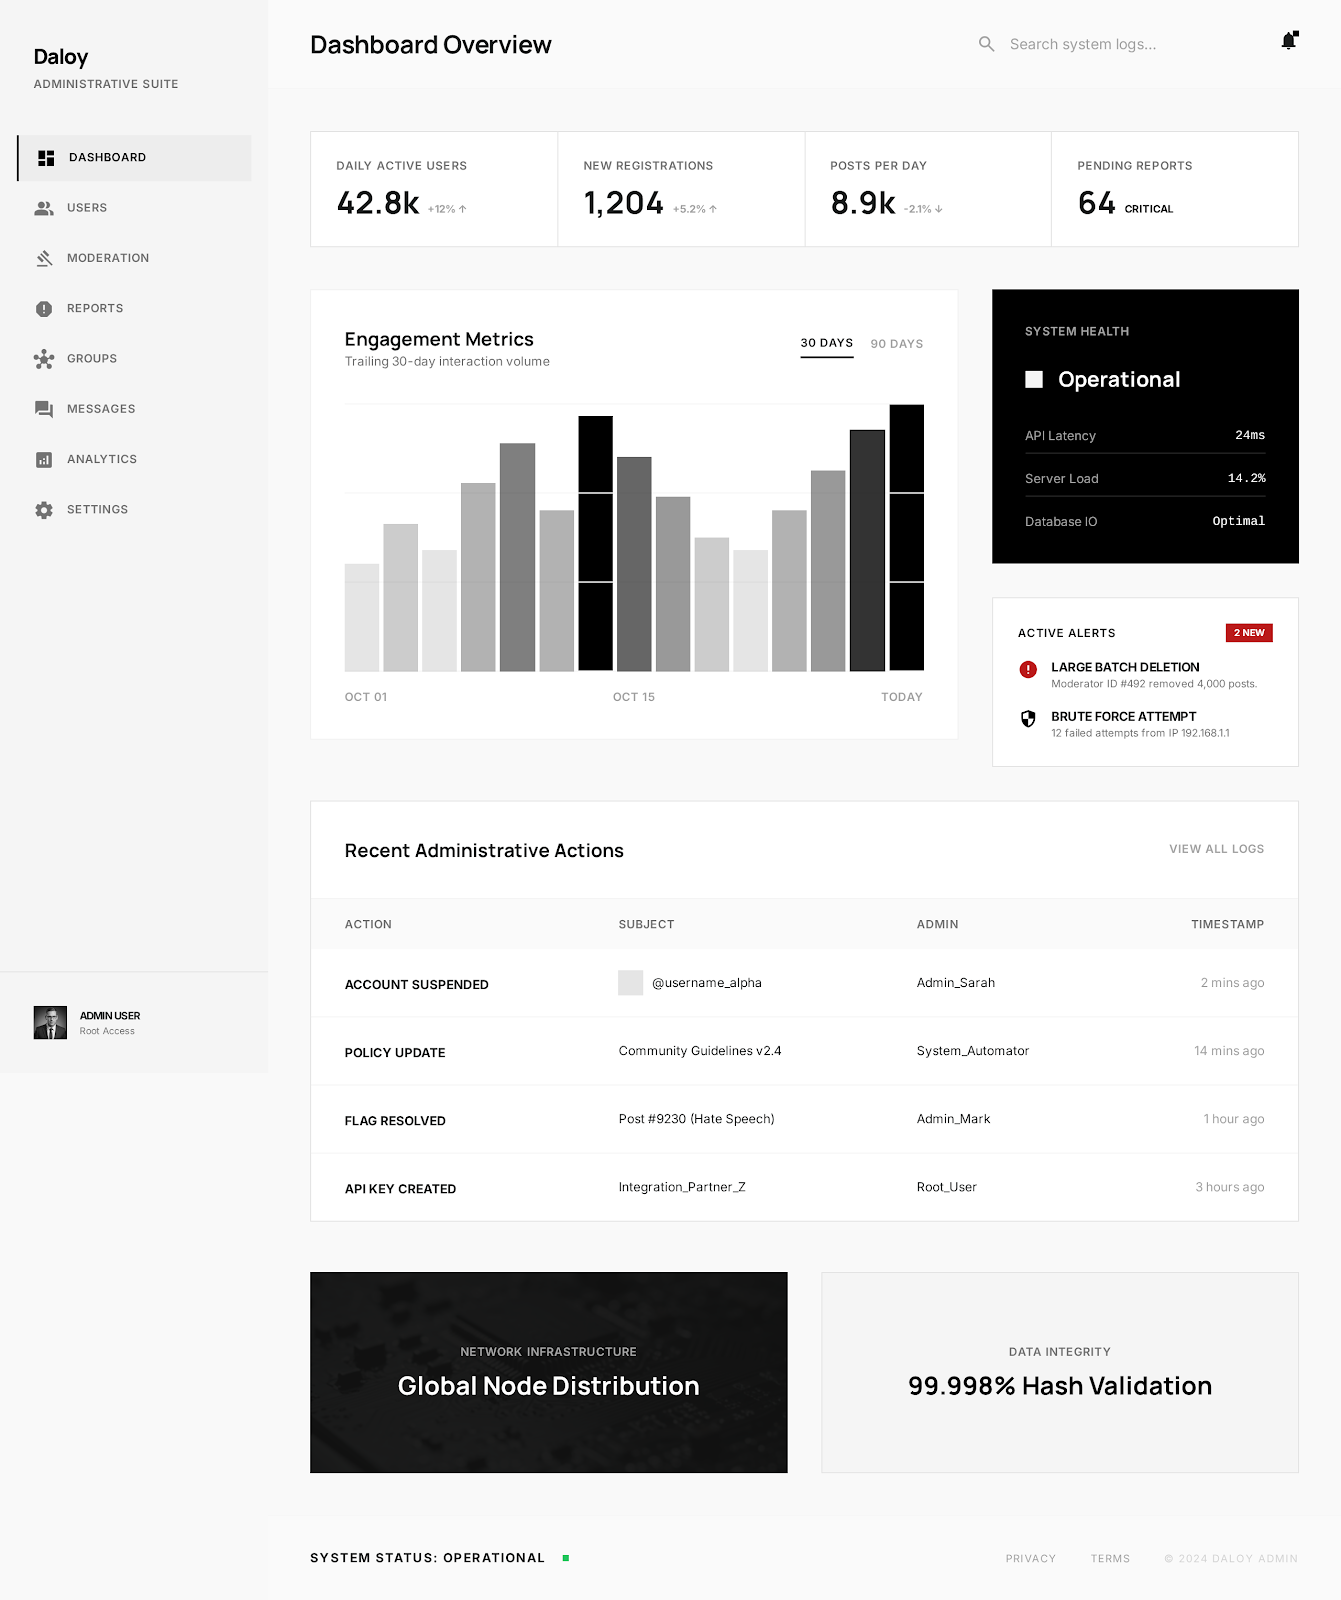 Daloy
ADMINISTRATIVE SUITE
DASHBOARD
USERS
MODERATION
REPORTS
GROUPS
MESSAGES
ANALYTICS
SETTINGS
ADMIN USER
Root Access
Dashboard Overview
Search system logs...
DAILY ACTIVE USERS
42.8k +12% ↑
NEW REGISTRATIONS
1,204 +5.2% ↑
POSTS PER DAY
8.9k -2.1% ↓
PENDING REPORTS
64 CRITICAL
Engagement Metrics
Trailing 30-day interaction volume
30 DAYS 90 DAYS
OCT 01 OCT 15 TODAY
SYSTEM HEALTH
Operational
API Latency 24ms
Server Load 14.2%
Database IO Optimal
ACTIVE ALERTS 2 NEW
LARGE BATCH DELETION
Moderator ID #492 removed 4,000 posts.
BRUTE FORCE ATTEMPT
12 failed attempts from IP 192.168.1.1
Recent Administrative Actions
VIEW ALL LOGS
ACTION SUBJECT ADMIN TIMESTAMP
ACCOUNT SUSPENDED @username_alpha Admin_Sarah 2 mins ago
POLICY UPDATE Community Guidelines v2.4 System_Automator 14 mins ago
FLAG RESOLVED Post #9230 (Hate Speech) Admin_Mark 1 hour ago
API KEY CREATED Integration_Partner_Z Root_User 3 hours ago
NETWORK INFRASTRUCTURE
Global Node Distribution
DATA INTEGRITY
99.998% Hash Validation
SYSTEM STATUS: OPERATIONAL
PRIVACY TERMS © 2024 DALOY ADMIN